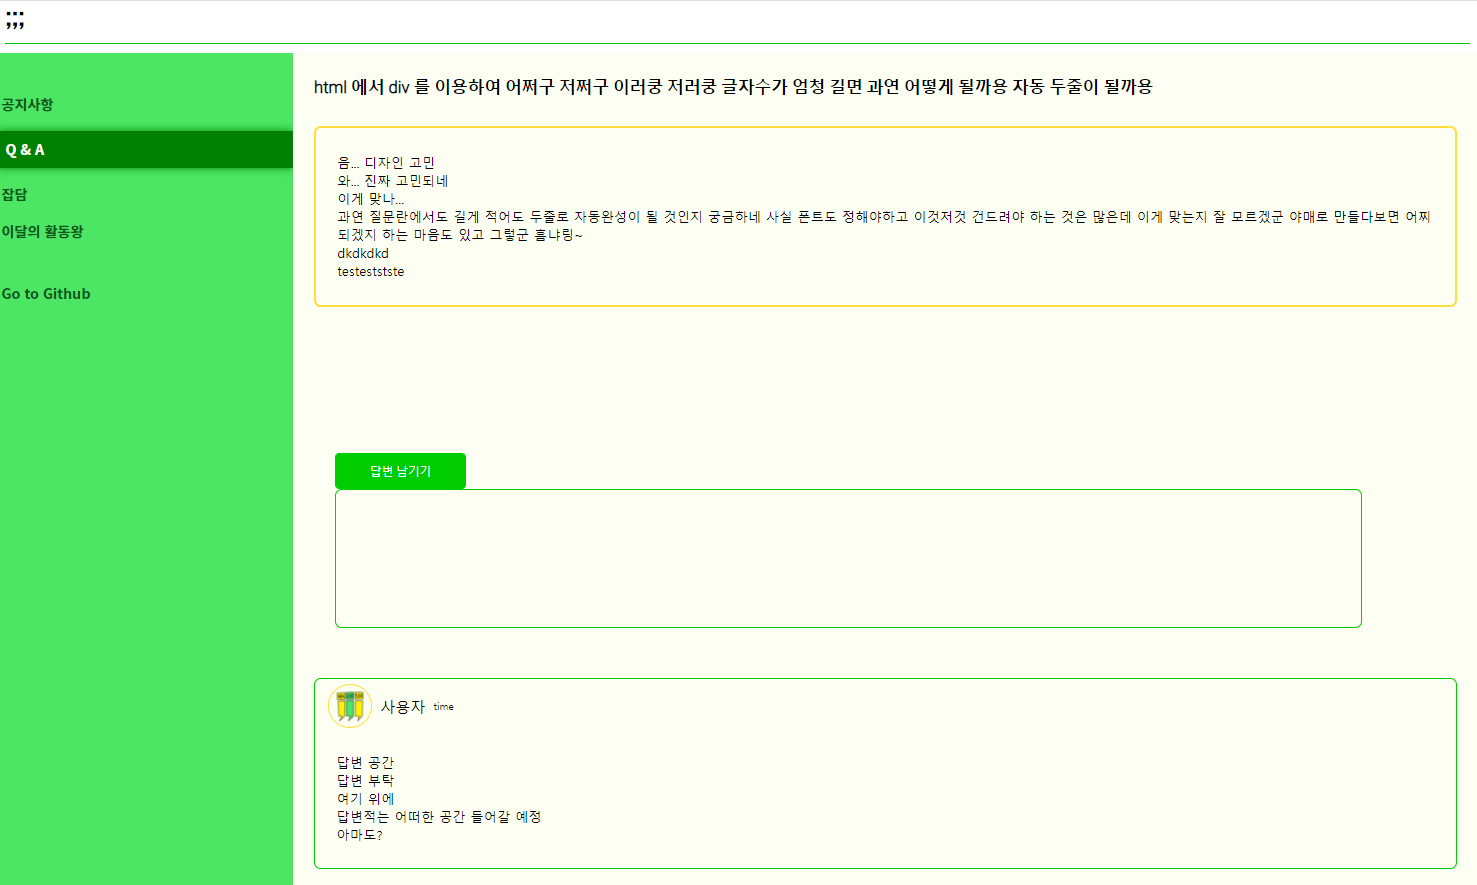 ;;;
공지사항
Q & A
잡담
이달의 활동왕
Go to Github
html 에서 div 를 이용하여 어쩌구 저쩌구 이러쿵 저러쿵 글자수가 엄청 길면 과연 어떻게 될까용 자동 두줄이 될까용
음... 디자인 고민
와... 진짜 고민되네
이게 맞나...
과연 질문란에서도 길게 적어도 두줄로 자동완성이 될 것인지 궁금하네 사실 폰트도 정해야하고 이것저것 건드려야 하는 것은 많은데 이게 맞는지 잘 모르겠군 야매로 만들다보면 어찌
되겠지 하는 마음도 있고 그렇군 흠냐링~
dkdkdkd
testeststste
답변 남기기
사용자 time
답변 공간
답변 부탁
여기 위에
답변적는 어떠한 공간 들어갈 예정
아마도?